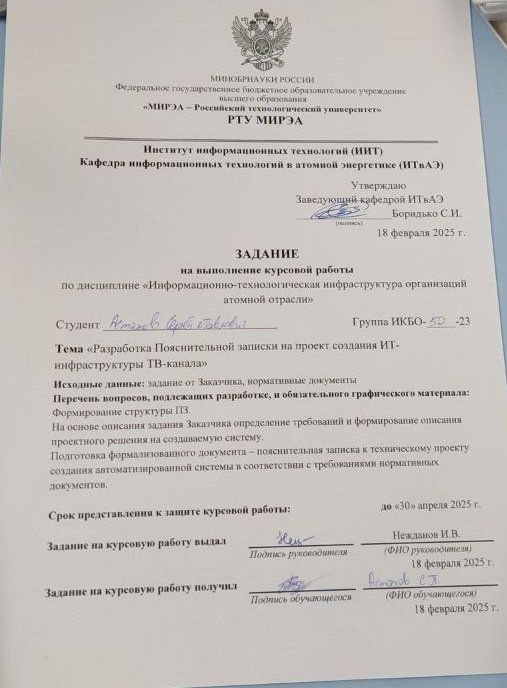 МИНОБРНАУКИ РОССИИ
Федеральное государственное бюджетное образовательное учреждение
высшего образования
«МИРЭА – Российский технологический университет»
РТУ МИРЭА
Институт информационных технологий (ИИТ)
Кафедра информационных технологий в атомной энергетике (ИТвАЭ)
Утверждаю
Заведующий кафедрой ИТвАЭ
Боридько С.И.
(подпись)
18 февраля 2025 г.
ЗАДАНИЕ
на выполнение курсовой работы
по дисциплине «Информационно-технологическая инфраструктура организаций
атомной отрасли»
Студент Астахов Сергей Павлович Группа ИКБО-50-23
Тема «Разработка Пояснительной записки на проект создания ИТ-
инфраструктуры ТВ-канала»
Исходные данные: задание от Заказчика, нормативные документы
Перечень вопросов, подлежащих разработке, и обязательного графического материала:
Формирование структуры ПЗ.
На основе описания задания Заказчика определение требований и формирование описания
проектного решения на создаваемую систему.
Подготовка формализованного документа – пояснительная записка к техническому проекту
создания автоматизированной системы в соответствии с требованиями нормативных
документов.
Срок представления к защите курсовой работы: до «30» апреля 2025 г.
Задание на курсовую работу выдал Нежданов И.В.
Подпись руководителя (ФИО руководителя)
18 февраля 2025 г.
Задание на курсовую работу получил Астахов С.П.
Подпись обучающегося (ФИО обучающегося)
18 февраля 2025 г.